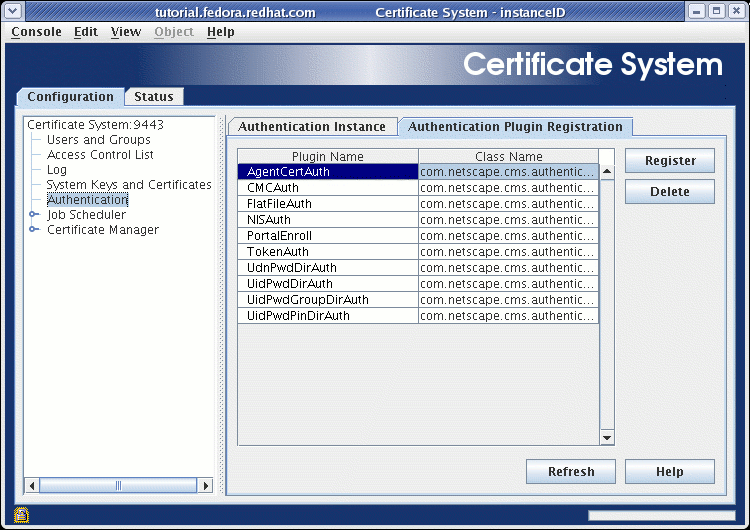 tutorial.fedora.redhat.com Certificate System - instanceID
Console Edit View Object Help
Certificate System
Configuration Status
Certificate System:9443
Users and Groups
Access Control List
Log
System Keys and Certificates
Authentication
Job Scheduler
Certificate Manager
Authentication Instance Authentication Plugin Registration
Plugin Name Class Name
AgentCertAuth com.netscape.cms.authentic...
CMCAuth com.netscape.cms.authentic...
FlatFileAuth com.netscape.cms.authentic...
NISAuth com.netscape.cms.authentic...
PortalEnroll com.netscape.cms.authentic...
TokenAuth com.netscape.cms.authentic...
UdnPwdDirAuth com.netscape.cms.authentic...
UidPwdDirAuth com.netscape.cms.authentic...
UidPwdGroupDirAuth com.netscape.cms.authentic...
UidPwdPinDirAuth com.netscape.cms.authentic...
Register
Delete
Refresh Help